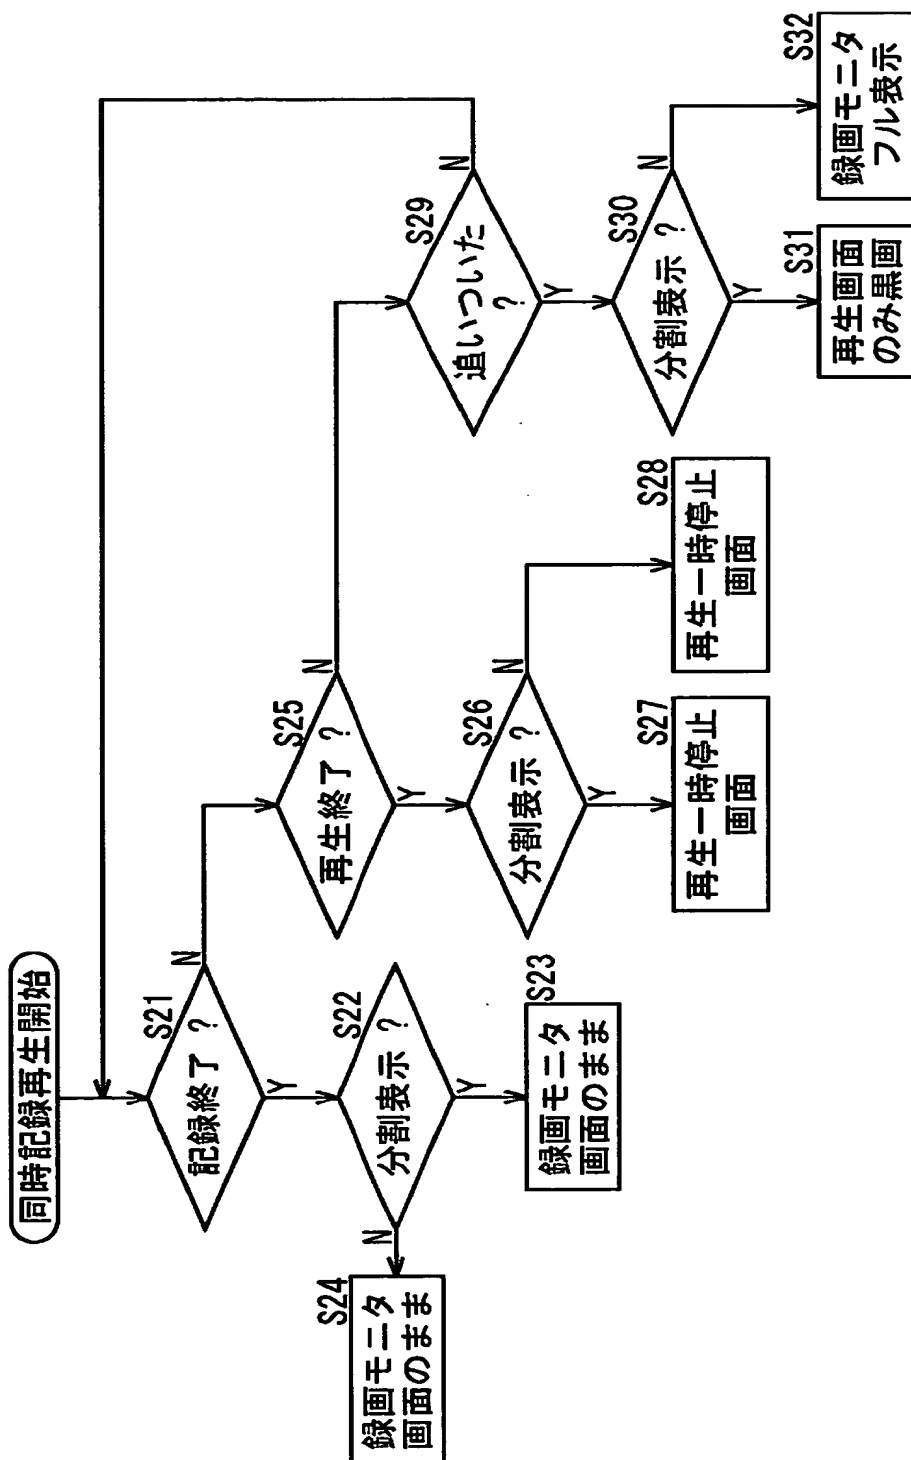 同時記録再生開始
S21
記録終了 ?
N
Y
S22
分割表示 ?
N
Y
S24
録画モニタ
画面のまま
S23
録画モニタ
画面のまま
S25
再生終了 ?
N
Y
S26
分割表示 ?
N
Y
S27
再生一時停止
画面
S28
再生一時停止
画面
S29
追いついた
?
N
Y
S30
分割表示 ?
N
Y
S31
再生画面
のみ黒画
S32
録画モニタ
フル表示